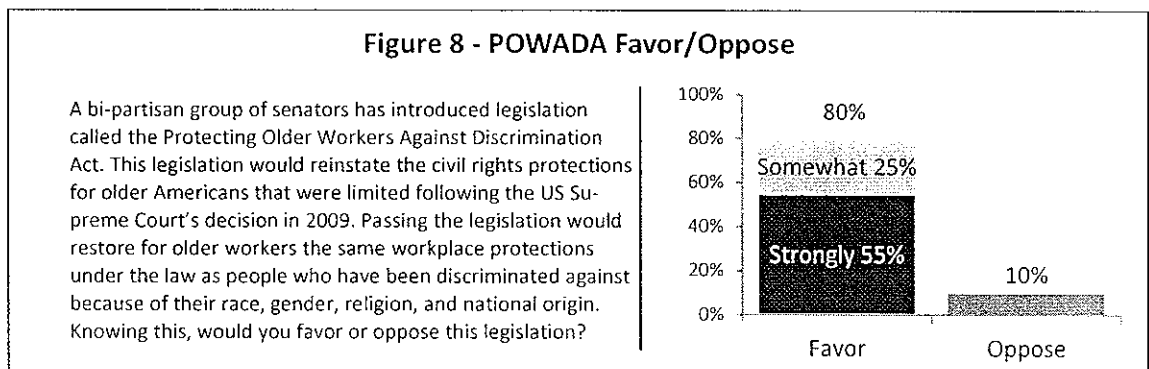 Figure 8 - POWADA Favor/Oppose
A bi-partisan group of senators has introduced legislation
called the Protecting Older Workers Against Discrimination
Act. This legislation would reinstate the civil rights protections
for older Americans that were limited following the US Su-
preme Court's decision in 2009. Passing the legislation would
restore for older workers the same workplace protections
under the law as people who have been discriminated against
because of their race, gender, religion, and national origin.
Knowing this, would you favor or oppose this legislation?
100%
80%
60%
40%
20%
0%
80%
Somewhat 25%
Strongly 55%
10%
Favor
Oppose